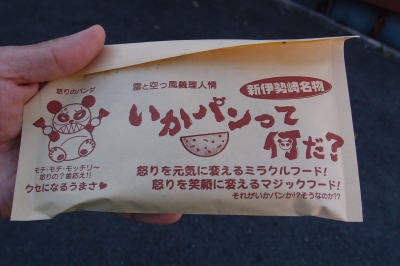 怒りのパンダ
雷と空っ風義理人情
新伊勢崎名物
いかパンって
何だ?
モチ・モチ・モッチリー
怒りの?歯応え!!
クセになるうまさ♥
怒りを元気に変えるミラクルフード!
怒りを笑顔に変えるマジックフード!
それがいかパンか!?そうなのか!?